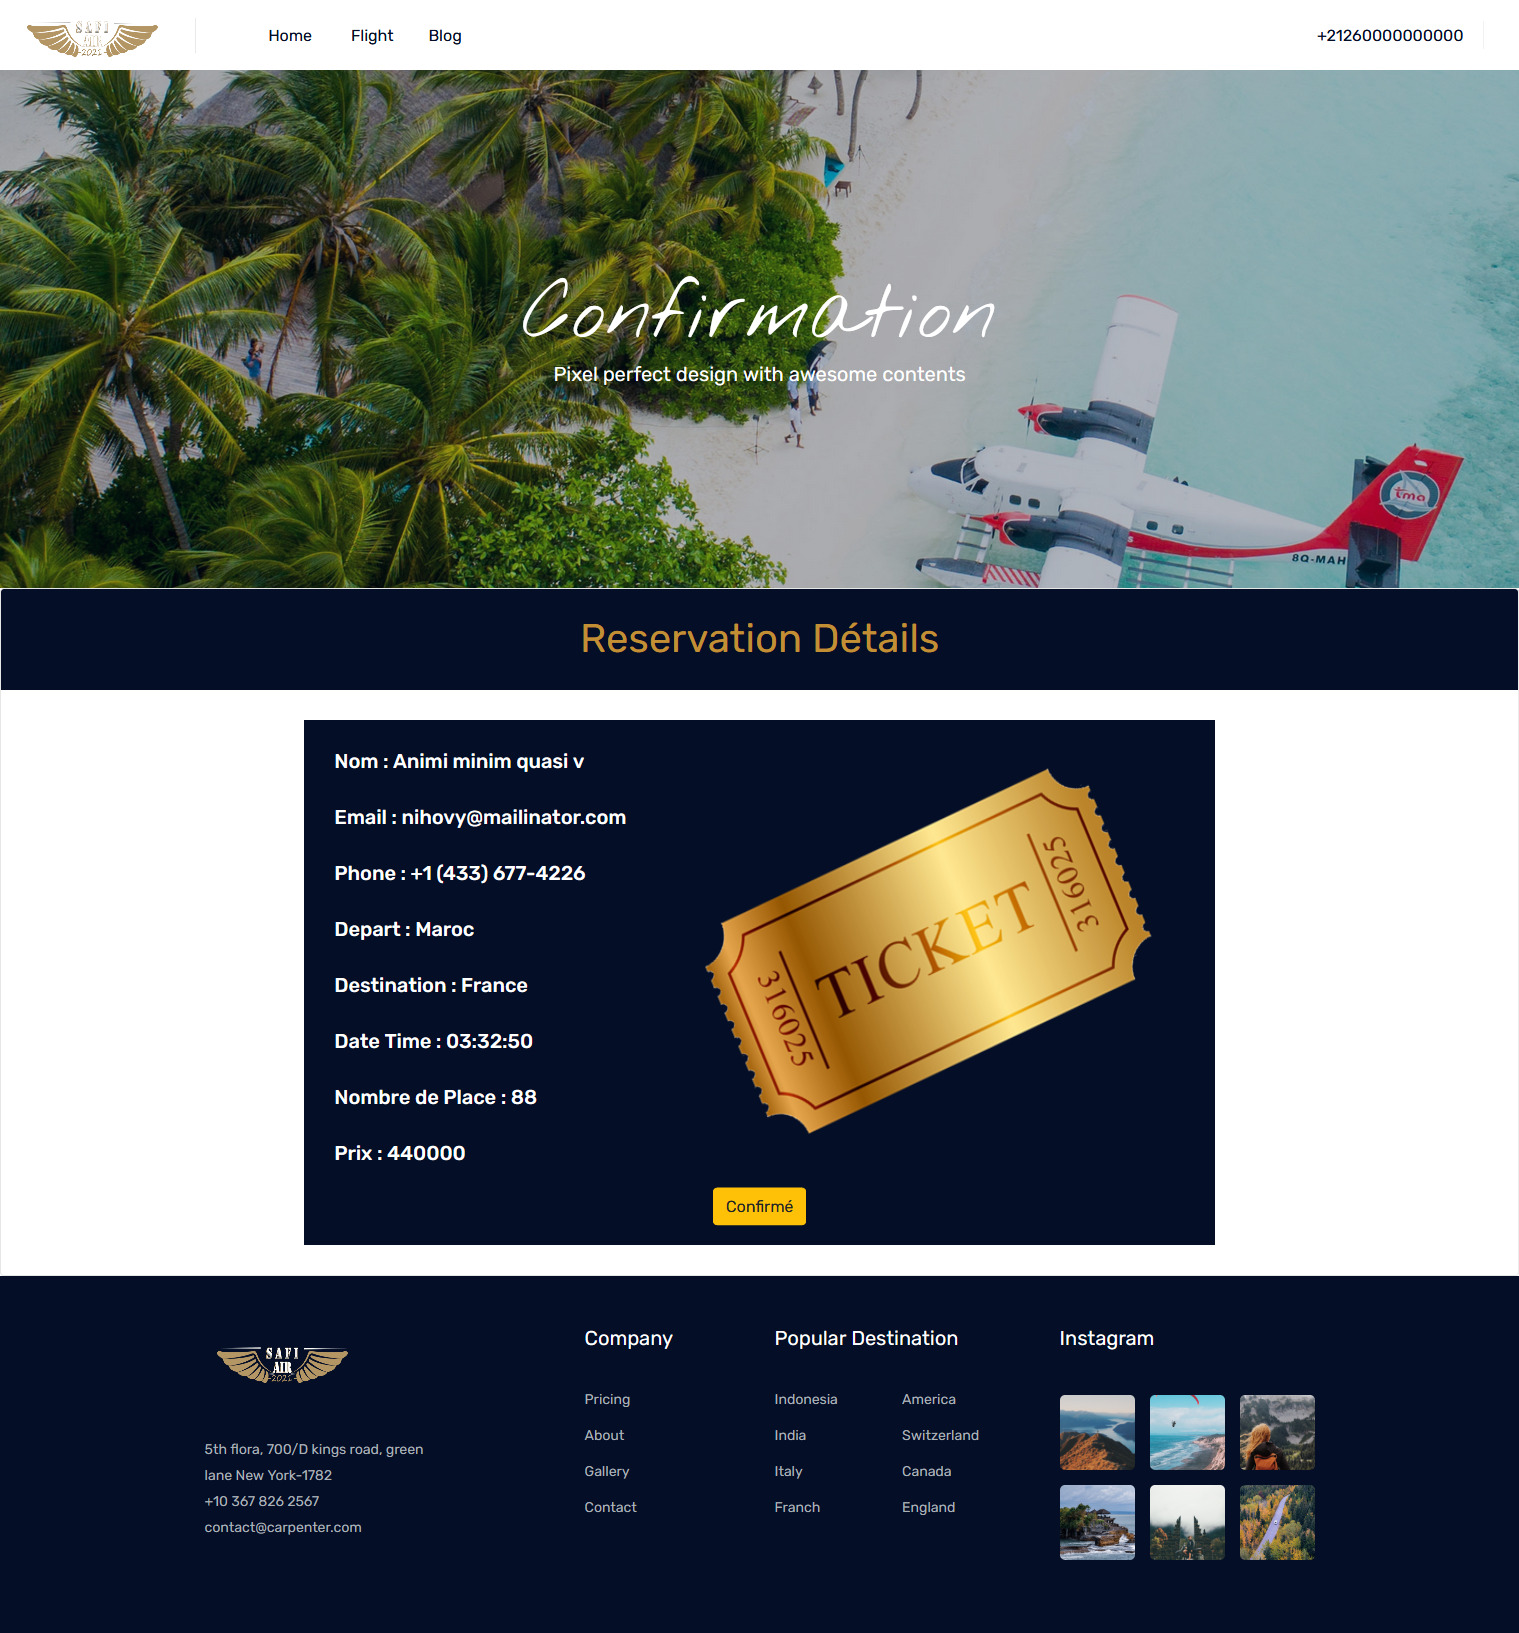 SAFI
AIR
-2021-
Home
Flight
Blog
+21260000000000
Confirmation
Pixel perfect design with awesome contents
tma
8Q-MAH
Reservation Détails
Nom : Animi minim quasi v
Email : nihovy@mailinator.com
Phone : +1 (433) 677-4226
Depart : Maroc
Destination : France
Date Time : 03:32:50
Nombre de Place : 88
Prix : 440000
316025
TICKET
316025
Confirmé
SAFI
AIR
-2021-
5th flora, 700/D kings road, green
lane New York-1782
+10 367 826 2567
contact@carpenter.com
Company
Pricing
About
Gallery
Contact
Popular Destination
Indonesia
America
India
Switzerland
Italy
Canada
Franch
England
Instagram